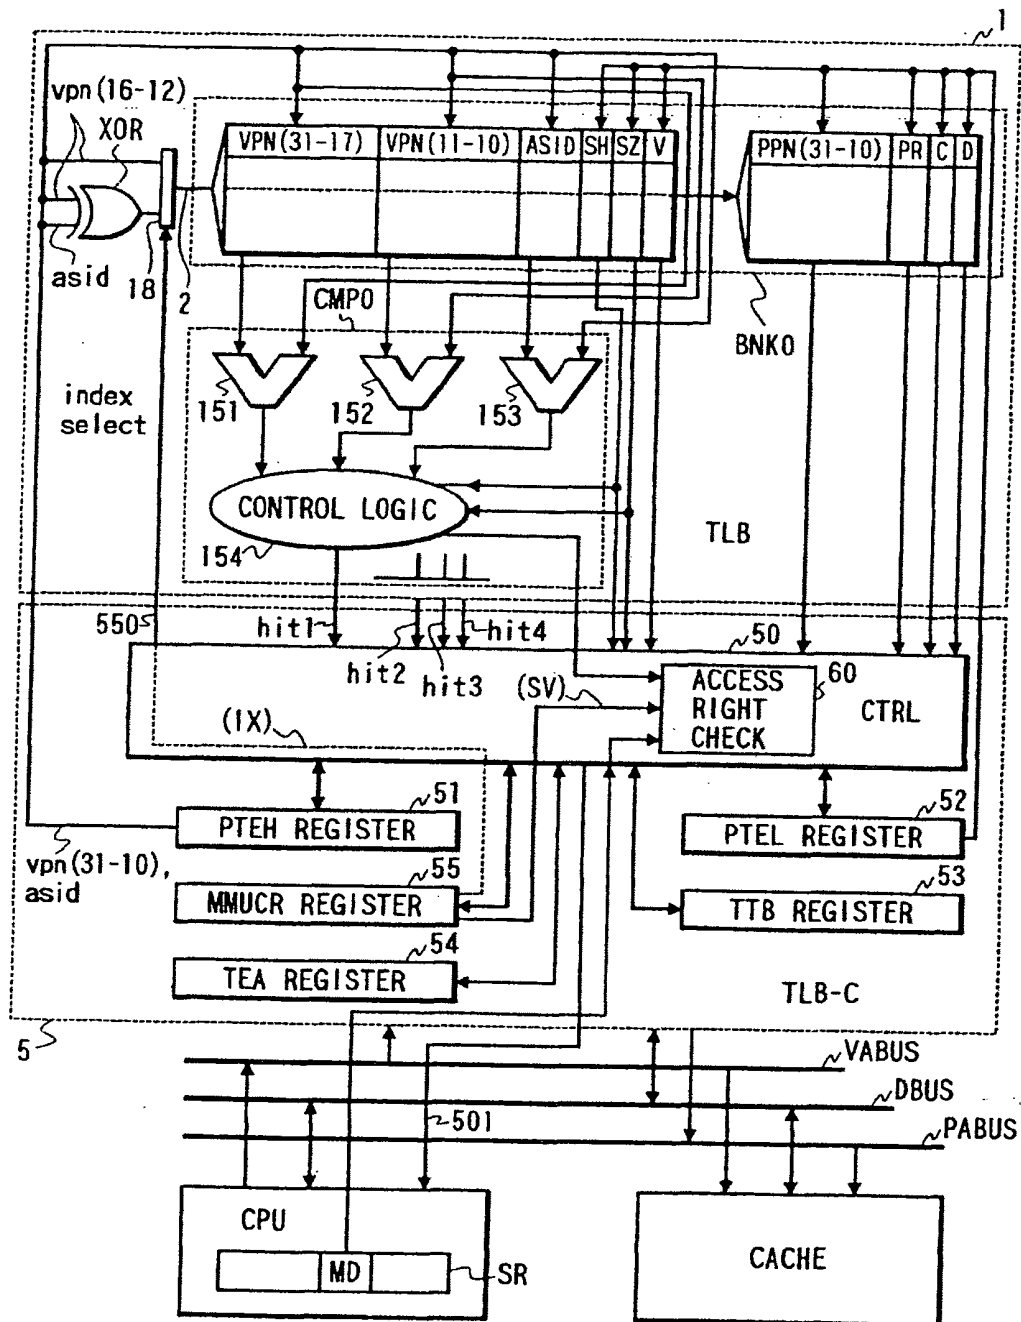 1
vpn(16-12)
XOR
VPN(31-17) VPN(11-10) ASID SH SZ V
PPN(31-10) PR C D
asid
18
2
CMP0
BNK0
151
152
153
index
select
CONTROL LOGIC
154
TLB
550
hit1
hit2
hit3
hit4
50
(SV)
ACCESS
RIGHT
CHECK
60
CTRL
(IX)
51
PTEH REGISTER
52
PTEL REGISTER
vpn(31-10),
asid
55
MMUCR REGISTER
53
TTB REGISTER
54
TEA REGISTER
TLB-C
5
VABUS
DBUS
501
PABUS
CPU
MD
SR
CACHE